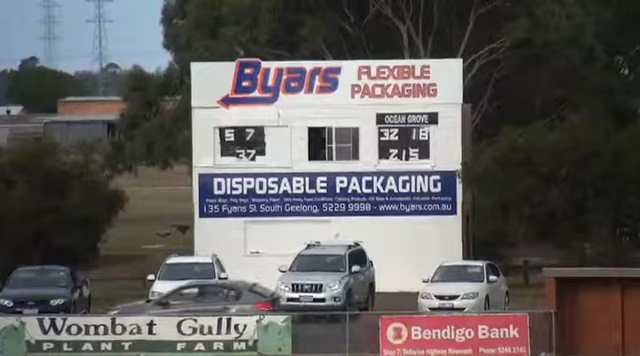 Byars
FLEXIBLE
PACKAGING
OCEAN GROVE
5 7
37
32 18
215
DISPOSABLE PACKAGING
135 Fyans St. South Geelong, 5229 9998 - www.byars.com.au
Wombat Gully
PLANT FARM
Bendigo Bank